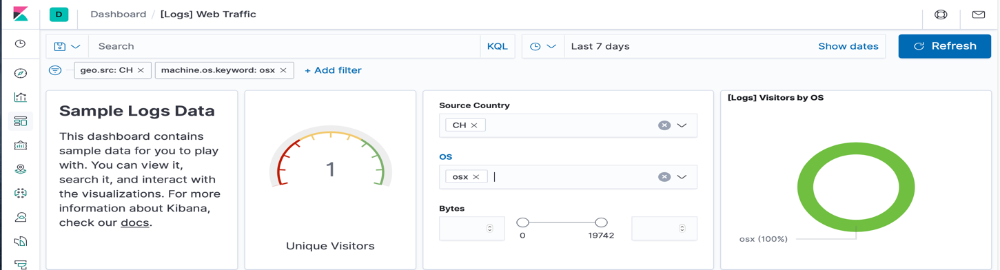 D Dashboard / [Logs] Web Traffic
Search KQL Last 7 days Show dates Refresh
geo.src: CH machine.os.keyword: osx + Add filter
Sample Logs Data
This dashboard contains
sample data for you to play
with. You can view it,
search it, and interact with
the visualizations. For more
information about Kibana,
check our docs.
1
Unique Visitors
Source Country
CH
OS
osx
Bytes
0 19742
[Logs] Visitors by OS
osx (100%)